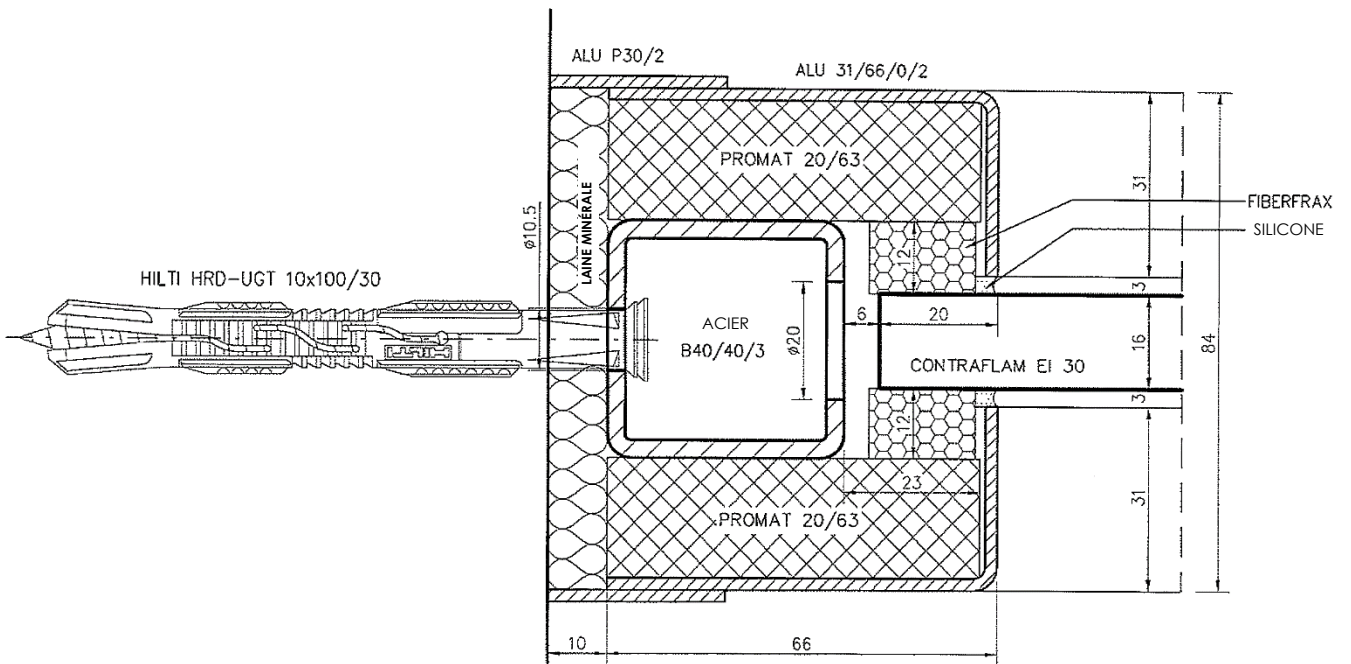 ALU P30/2
ALU 31/66/0/2
PROMAT 20/63
31
FIBERFRAX
SILICONE
LAINE MINÉRALE
ø10.5
12
3
HILTI HRD-UGT 10x100/30
ACIER
B40/40/3
ø20
6
20
16
84
CONTRAFLAM EI 30
3
12
23
31
PROMAT 20/63
10
66